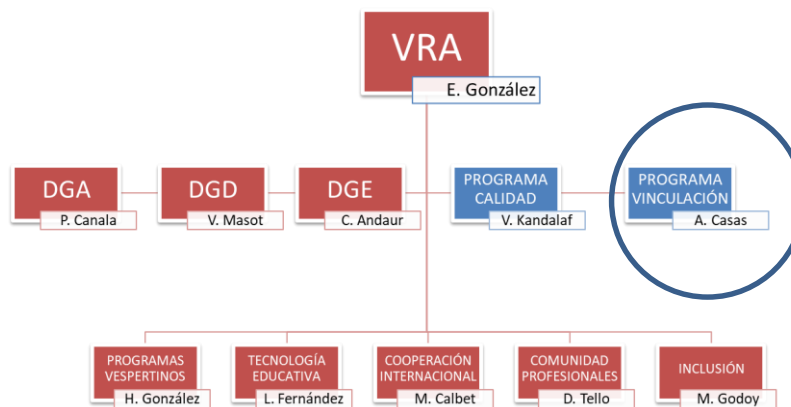 VRA
E. González
DGA
P. Canala
DGD
V. Masot
DGE
C. Andaur
PROGRAMA
CALIDAD
V. Kandalaf
PROGRAMA
VINCULACIÓN
A. Casas
PROGRAMAS
VESPERTINOS
H. González
TECNOLOGÍA
EDUCATIVA
L. Fernández
COOPERACIÓN
INTERNACIONAL
M. Calbet
COMUNIDAD
PROFESIONALES
D. Tello
INCLUSIÓN
M. Godoy